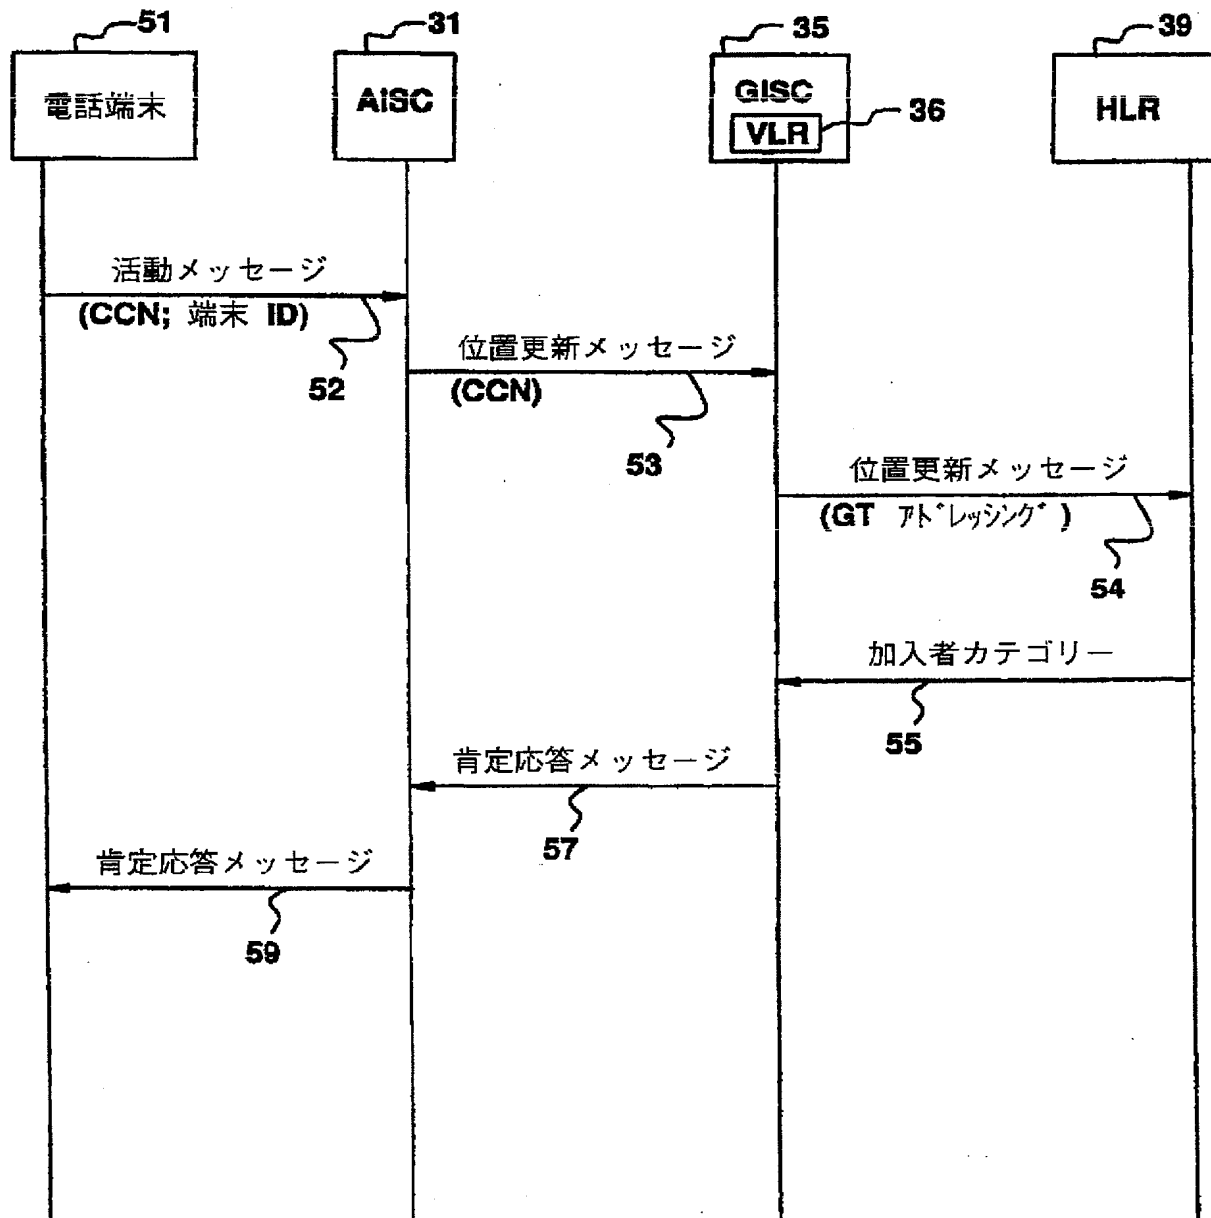 51
31
35
39
電話端末
AISC
GISC
VLR
36
HLR
活動メッセージ
(CCN; 端末 ID)
52
位置更新メッセージ
(CCN)
53
位置更新メッセージ
(GT ｱﾄﾞﾚｯｼﾝｸﾞ)
54
加入者カテゴリー
55
肯定応答メッセージ
57
肯定応答メッセージ
59